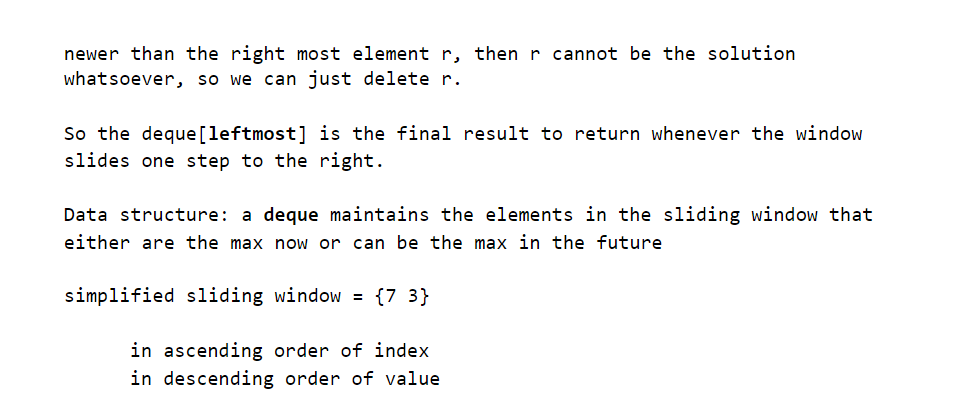 newer than the right most element r, then r cannot be the solution
whatsoever, so we can just delete r.
So the deque[leftmost] is the final result to return whenever the window
slides one step to the right.
Data structure: a deque maintains the elements in the sliding window that
either are the max now or can be the max in the future
simplified sliding window = {7 3}
in ascending order of index
in descending order of value